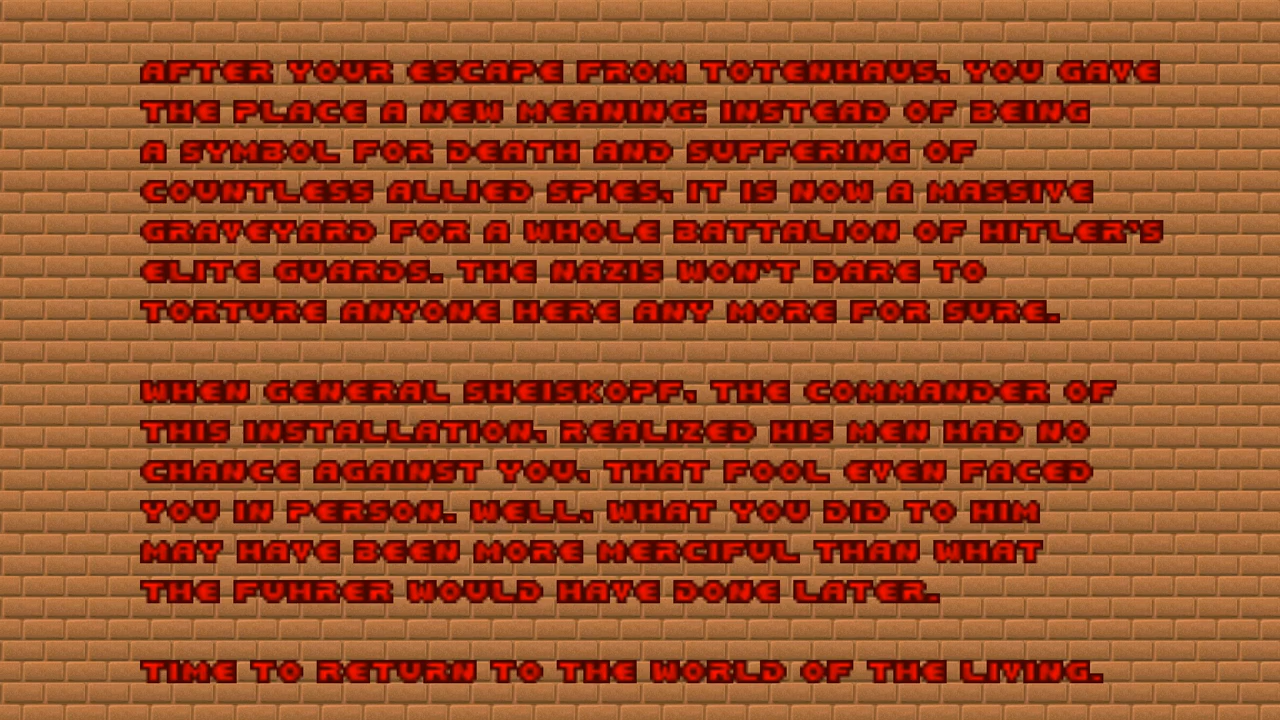 AFTER YOUR ESCAPE FROM TOTENHAUS, YOU GAVE
THE PLACE A NEW MEANING: INSTEAD OF BEING
A SYMBOL FOR DEATH AND SUFFERING OF
COUNTLESS ALLIED SPIES, IT IS NOW A MASSIVE
GRAVEYARD FOR A WHOLE BATTALION OF HITLER'S
ELITE GUARDS. THE NAZIS WON'T DARE TO
TORTURE ANYONE HERE ANY MORE FOR SURE.
WHEN GENERAL SHEISKOPF, THE COMMANDER OF
THIS INSTALLATION, REALIZED HIS MEN HAD NO
CHANCE AGAINST YOU, THAT FOOL EVEN FACED
YOU IN PERSON. WELL, WHAT YOU DID TO HIM
MAY HAVE BEEN MORE MERCIFUL THAN WHAT
THE FUHRER WOULD HAVE DONE LATER.
TIME TO RETURN TO THE WORLD OF THE LIVING.